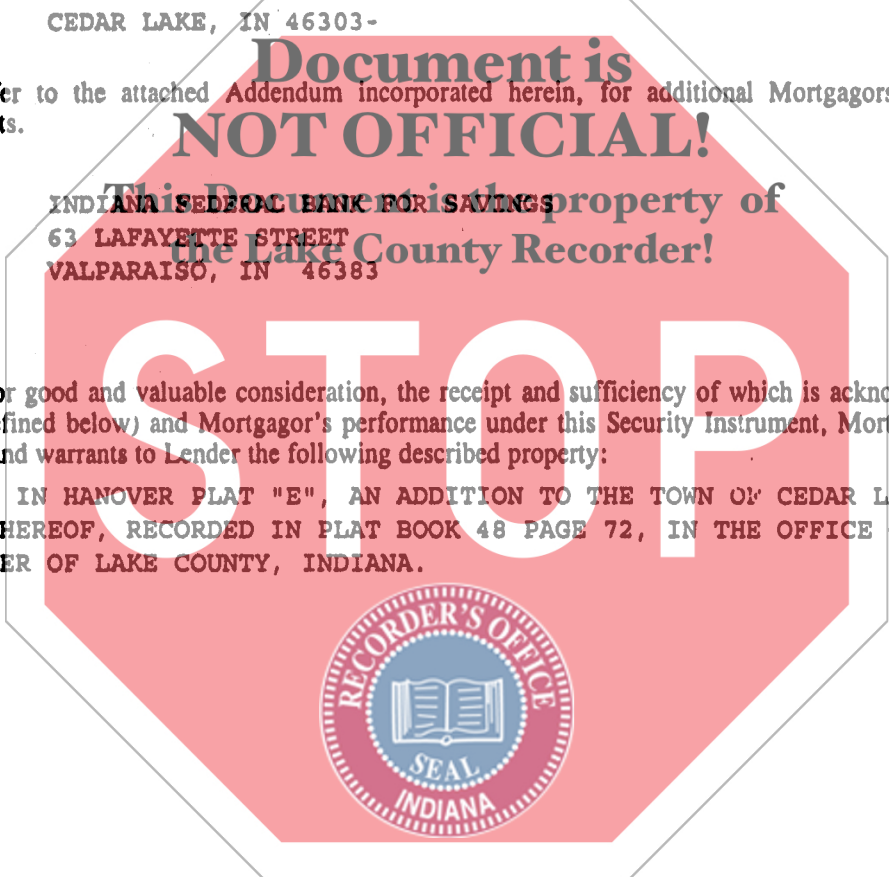 CEDAR LAKE, IN 46303-
Document is
er to the attached Addendum incorporated herein, for additional Mortgagors
ts.
NOT OFFICIAL!
This Document is the property of
INDIANA FEDERAL BANK FOR SAVINGS
63 LAFAYETTE STREET
the Lake County Recorder!
VALPARAISO, IN 46383
STOP
r good and valuable consideration, the receipt and sufficiency of which is ackno
fined below) and Mortgagor's performance under this Security Instrument, Mort
nd warrants to Lender the following described property:
IN HANOVER PLAT "E", AN ADDITION TO THE TOWN OF CEDAR L
HEREOF, RECORDED IN PLAT BOOK 48 PAGE 72, IN THE OFFICE
ER OF LAKE COUNTY, INDIANA.
RECORDER'S OFFICE
SEAL
INDIANA